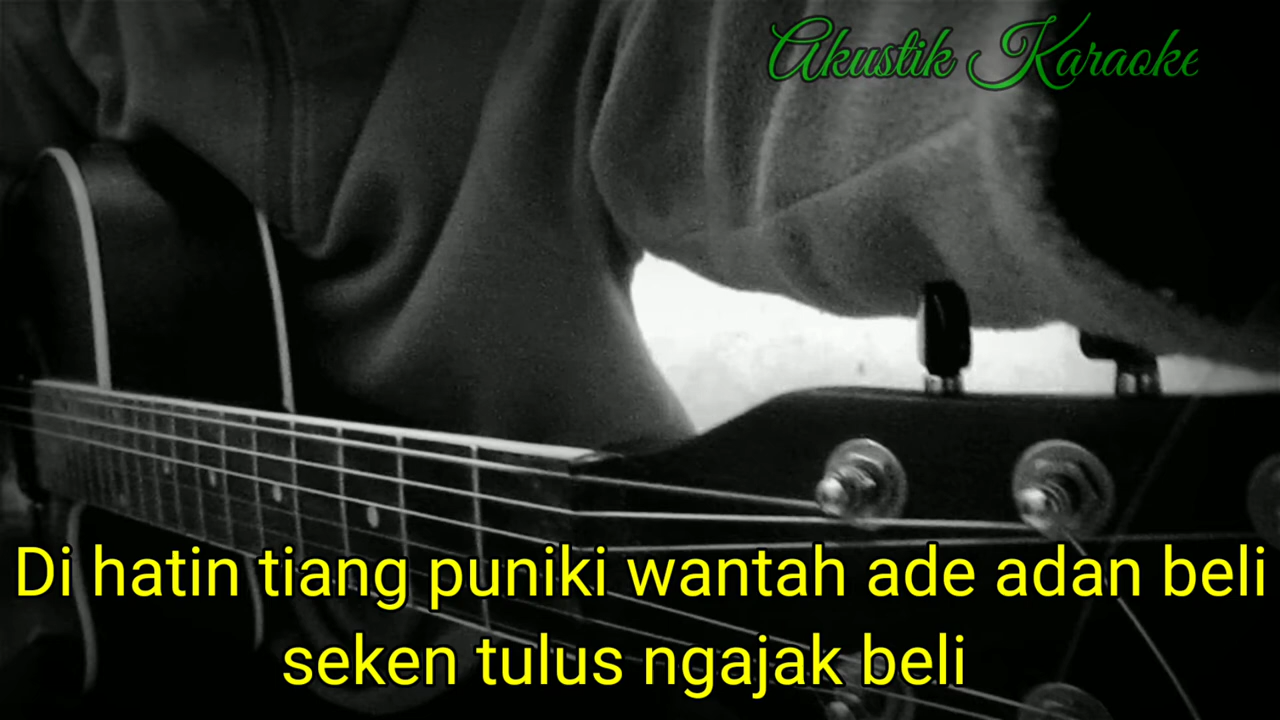 Akustik Karaoke
Di hatin tiang puniki wantah ade adan beli
seken tulus ngajak beli